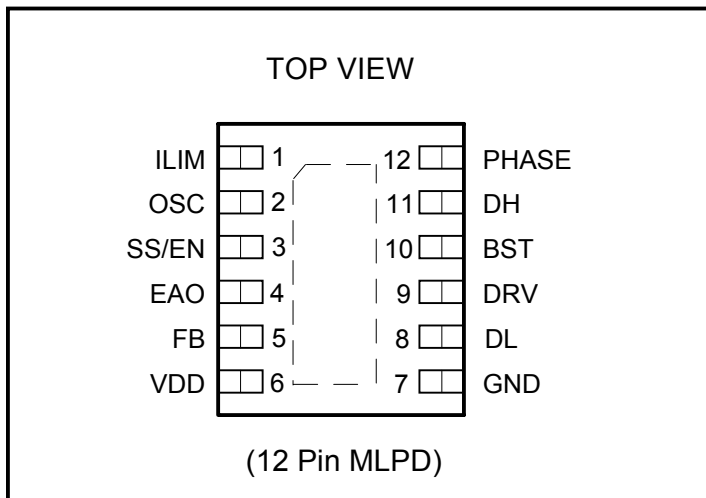 TOP VIEW
ILIM 1 12 PHASE
OSC 2 11 DH
SS/EN 3 10 BST
EAO 4 9 DRV
FB 5 8 DL
VDD 6 7 GND
(12 Pin MLPD)